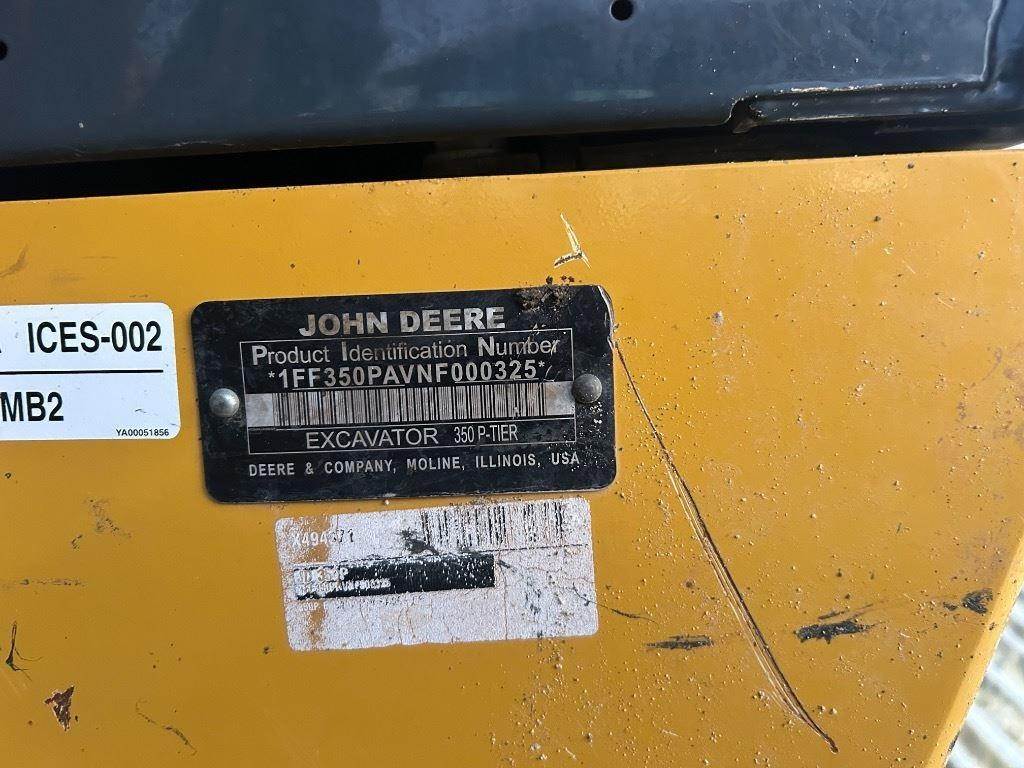 ICES-002
MB2
YA00051856
JOHN DEERE
Product Identification Number
*1FF350PAVNF000325*
EXCAVATOR 350 P-TIER
DEERE & COMPANY, MOLINE, ILLINOIS, USA